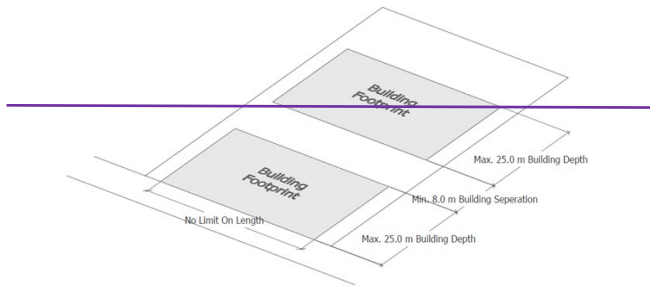 Building
Footprint
Max. 25.0 m Building Depth
Building
Footprint
Min. 8.0 m Building Seperation
No Limit On Length
Max. 25.0 m Building Depth